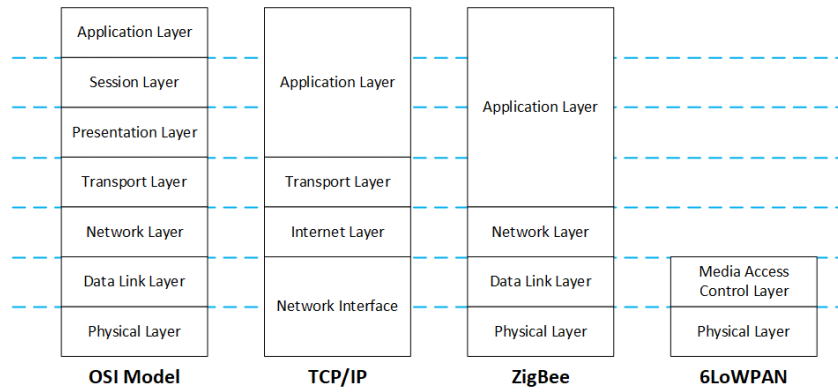 Application Layer
Session Layer
Presentation Layer
Transport Layer
Network Layer
Data Link Layer
Physical Layer
OSI Model
Application Layer
Transport Layer
Internet Layer
Network Interface
TCP/IP
Application Layer
Network Layer
Data Link Layer
Physical Layer
ZigBee
Media Access
Control Layer
Physical Layer
6LoWPAN